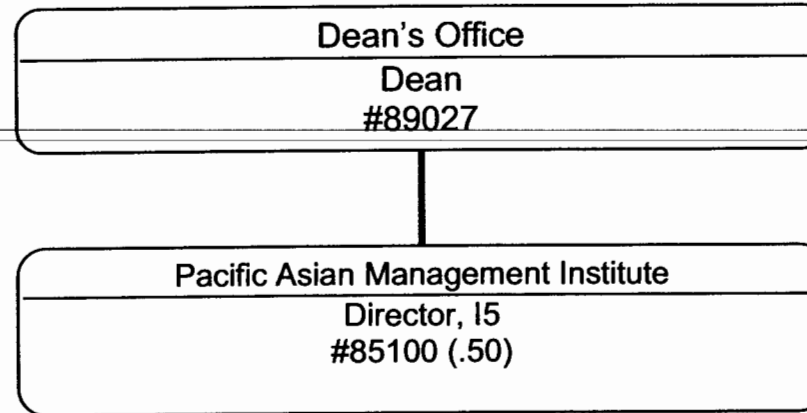 Dean's Office
Dean
#89027
Pacific Asian Management Institute
Director, I5
#85100 (.50)